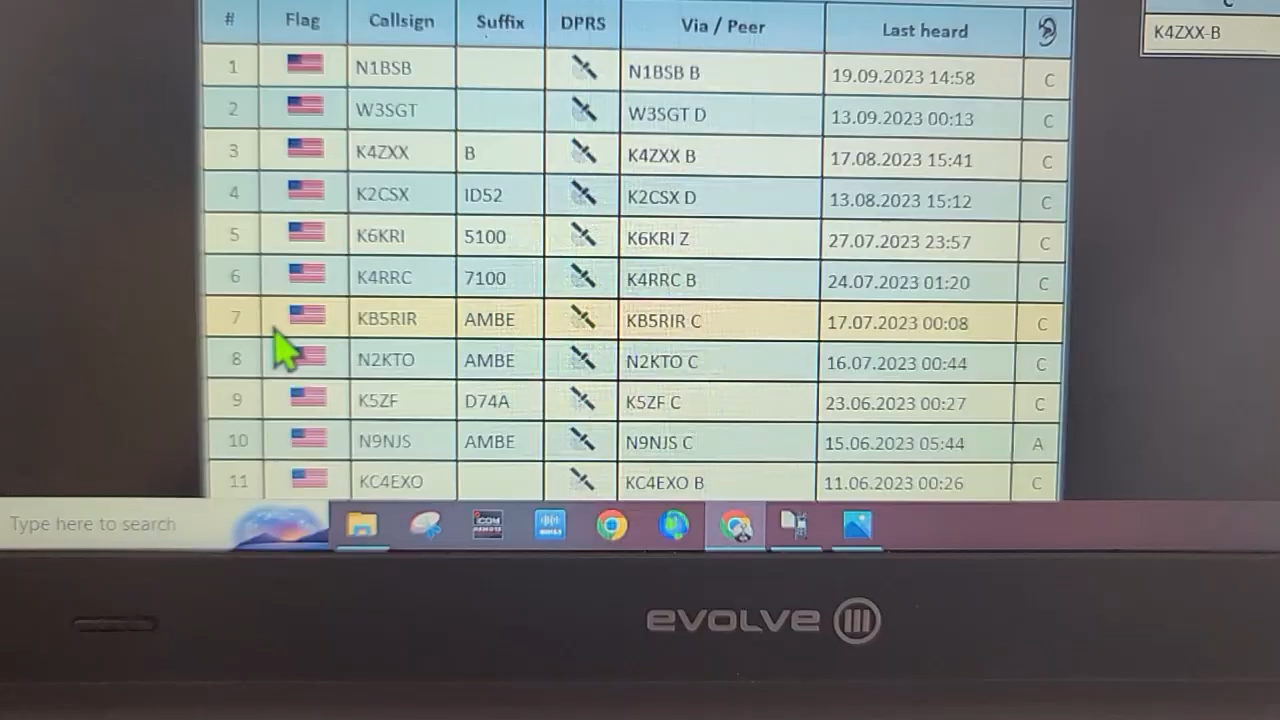 # Flag Callsign Suffix DPRS Via / Peer Last heard
C
K4ZXX-B
1 N1BSB N1BSB B 19.09.2023 14:58 C
2 W3SGT W3SGT D 13.09.2023 00:13 C
3 K4ZXX B K4ZXX B 17.08.2023 15:41 C
4 K2CSX ID52 K2CSX D 13.08.2023 15:12 C
5 K6KRI 5100 K6KRI Z 27.07.2023 23:57 C
6 K4RRC 7100 K4RRC B 24.07.2023 01:20 C
7 KB5RIR AMBE KB5RIR C 17.07.2023 00:08 C
8 N2KTO AMBE N2KTO C 16.07.2023 00:44 C
9 K5ZF D74A K5ZF C 23.06.2023 00:27 C
10 N9NJS AMBE N9NJS C 15.06.2023 05:44 A
11 KC4EXO KC4EXO B 11.06.2023 00:26 C
Type here to search
ICOM
REMOTE
evolve III